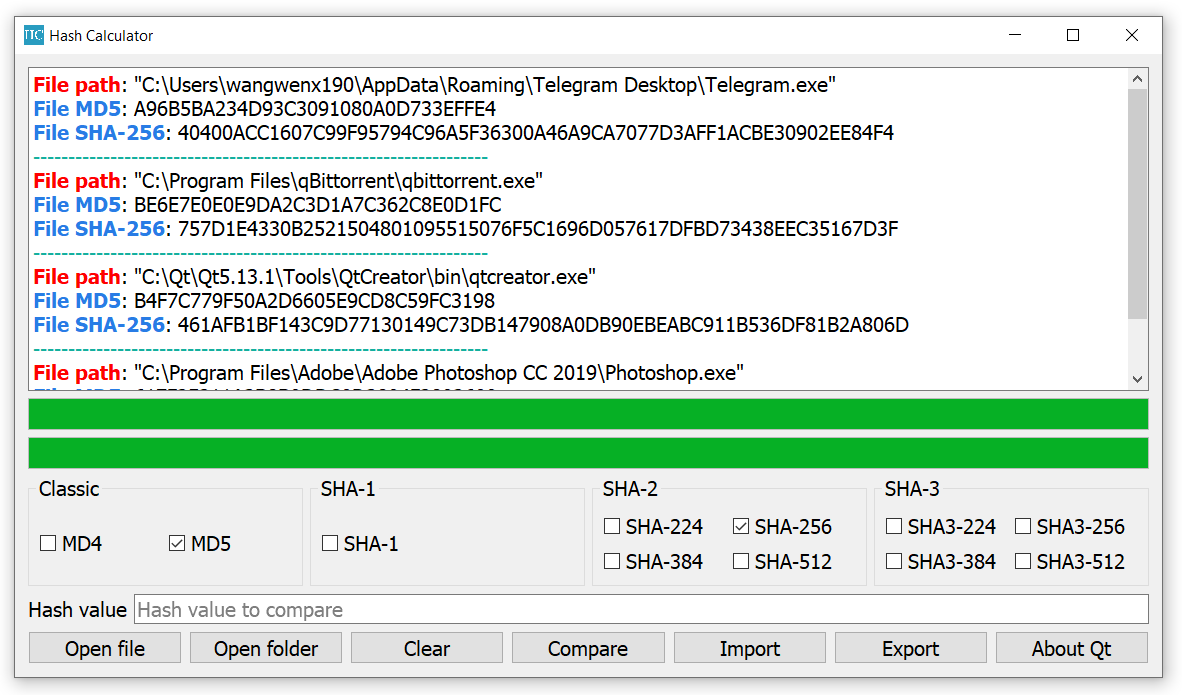 Hash Calculator
File path: "C:\Users\wangwenx190\AppData\Roaming\Telegram Desktop\Telegram.exe"
File MD5: A96B5BA234D93C3091080A0D733EFFE4
File SHA-256: 40400ACC1607C99F95794C96A5F36300A46A9CA7077D3AFF1ACBE30902EE84F4
-----------------------------------------------------------------
File path: "C:\Program Files\qBittorrent\qbittorrent.exe"
File MD5: BE6E7E0E0E9DA2C3D1A7C362C8E0D1FC
File SHA-256: 757D1E4330B2521504801095515076F5C1696D057617DFBD73438EEC35167D3F
-----------------------------------------------------------------
File path: "C:\Qt\Qt5.13.1\Tools\QtCreator\bin\qtcreator.exe"
File MD5: B4F7C779F50A2D6605E9CD8C59FC3198
File SHA-256: 461AFB1BF143C9D77130149C73DB147908A0DB90EBEABC911B536DF81B2A806D
-----------------------------------------------------------------
File path: "C:\Program Files\Adobe\Adobe Photoshop CC 2019\Photoshop.exe"
Classic SHA-1 SHA-2 SHA-3
SHA-224 SHA-256 SHA3-224 SHA3-256
MD4 MD5 SHA-1
SHA-384 SHA-512 SHA3-384 SHA3-512
Hash value Hash value to compare
Open file Open folder Clear Compare Import Export About Qt